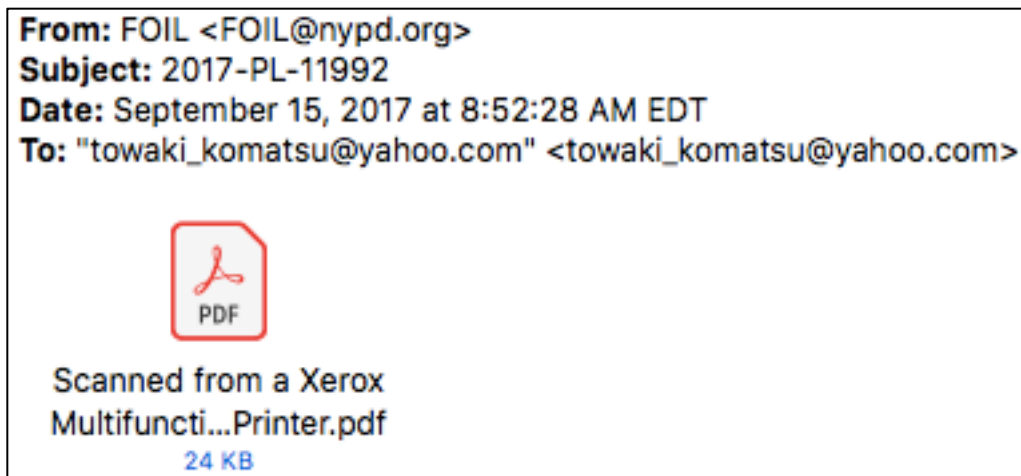 From: FOIL <FOIL@nypd.org>
Subject: 2017-PL-11992
Date: September 15, 2017 at 8:52:28 AM EDT
To: "towaki_komatsu@yahoo.com" <towaki_komatsu@yahoo.com>
PDF
Scanned from a Xerox
Multifuncti...Printer.pdf
24 KB